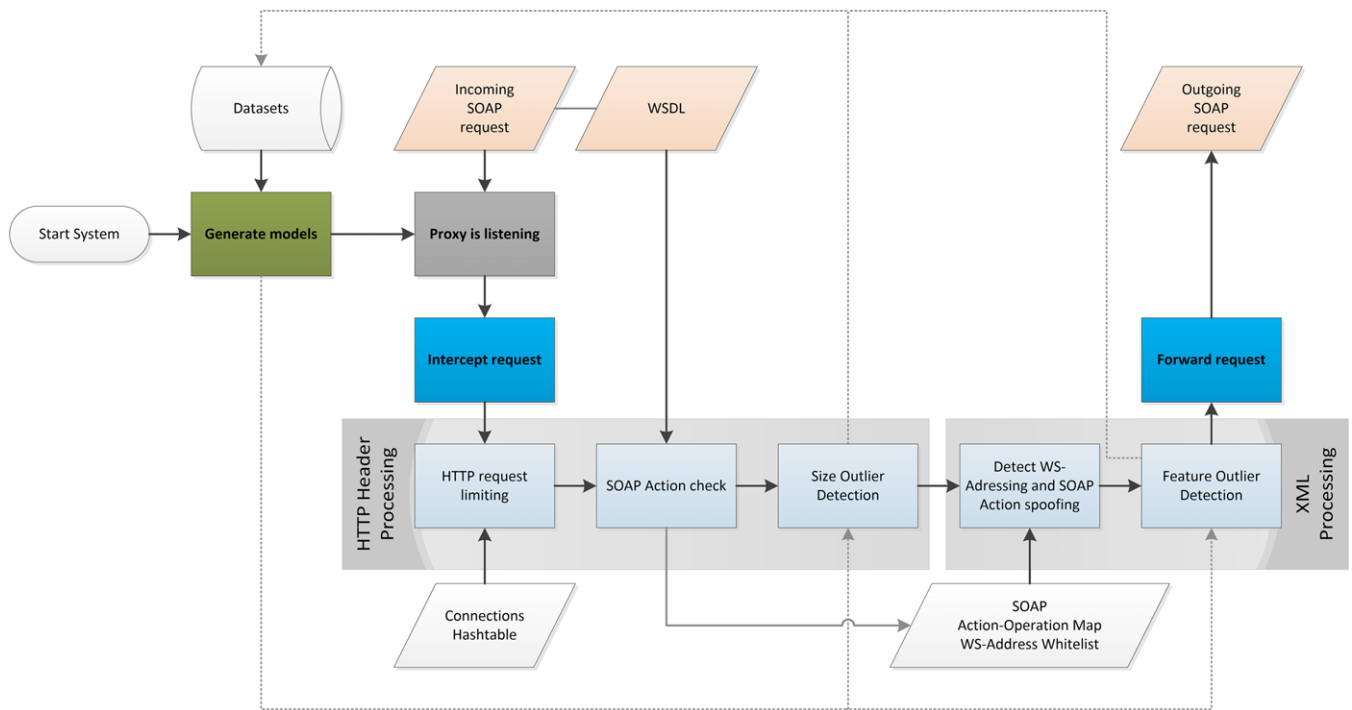 Datasets
Incoming
SOAP
request
WSDL
Outgoing
SOAP
request
Start System
Generate models
Proxy is listening
Intercept request
Forward request
HTTP Header
Processing
HTTP request
limiting
SOAP Action check
Size Outlier
Detection
Detect WS-
Adressing and SOAP
Action spoofing
Feature Outlier
Detection
XML
Processing
Connections
Hashtable
SOAP
Action-Operation Map
WS-Address Whitelist